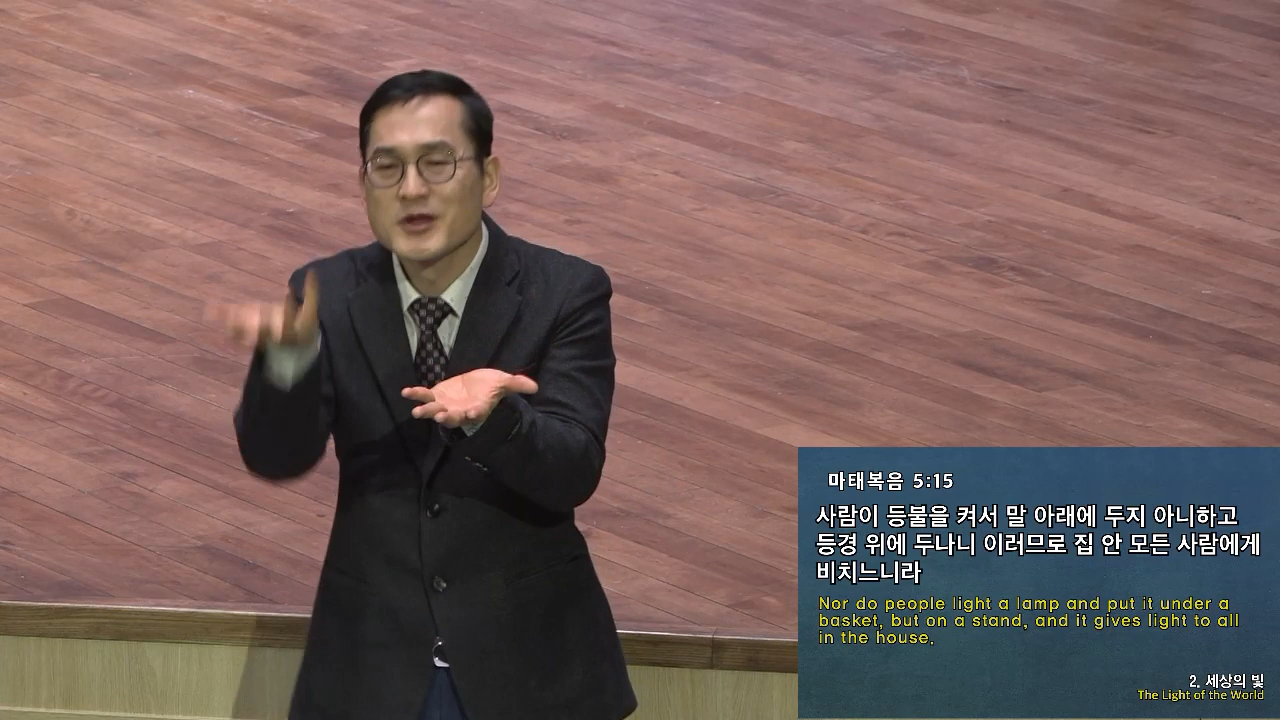 마태복음 5:15
사람이 등불을 켜서 말 아래에 두지 아니하고
등경 위에 두나니 이러므로 집 안 모든 사람에게
비치느니라
Nor do people light a lamp and put it under a
basket, but on a stand, and it gives light to all
in the house.
2. 세상의 빛
The Light of the World